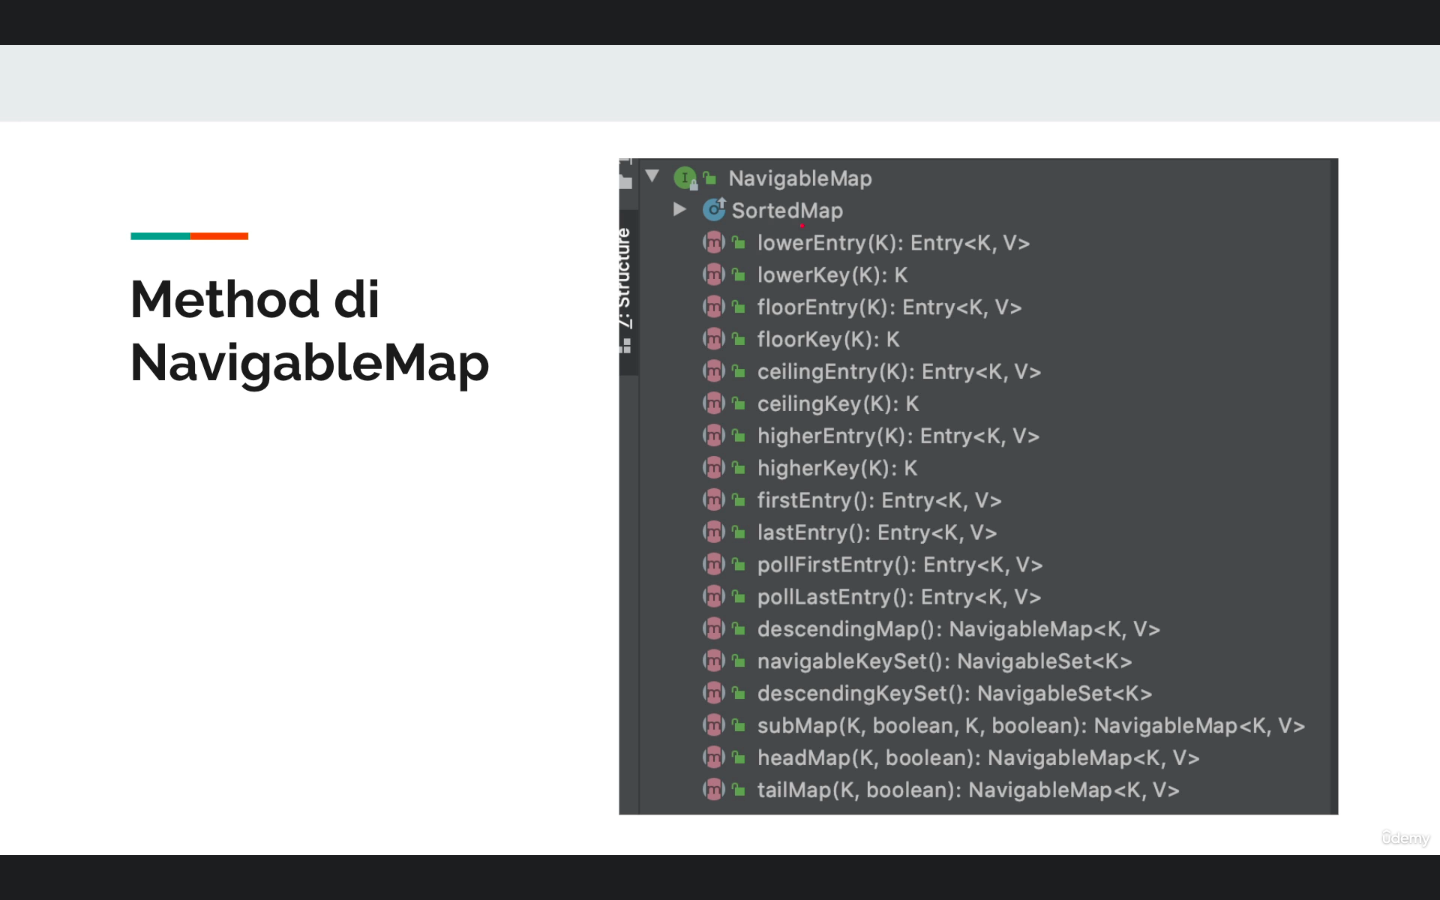 Method di
NavigableMap
Z: Structure
NavigableMap
SortedMap
lowerEntry(K): Entry<K, V>
lowerKey(K): K
floorEntry(K): Entry<K, V>
floorKey(K): K
ceilingEntry(K): Entry<K, V>
ceilingKey(K): K
higherEntry(K): Entry<K, V>
higherKey(K): K
firstEntry(): Entry<K, V>
lastEntry(): Entry<K, V>
pollFirstEntry(): Entry<K, V>
pollLastEntry(): Entry<K, V>
descendingMap(): NavigableMap<K, V>
navigableKeySet(): NavigableSet<K>
descendingKeySet(): NavigableSet<K>
subMap(K, boolean, K, boolean): NavigableMap<K, V>
headMap(K, boolean): NavigableMap<K, V>
tailMap(K, boolean): NavigableMap<K, V>
ûdemy